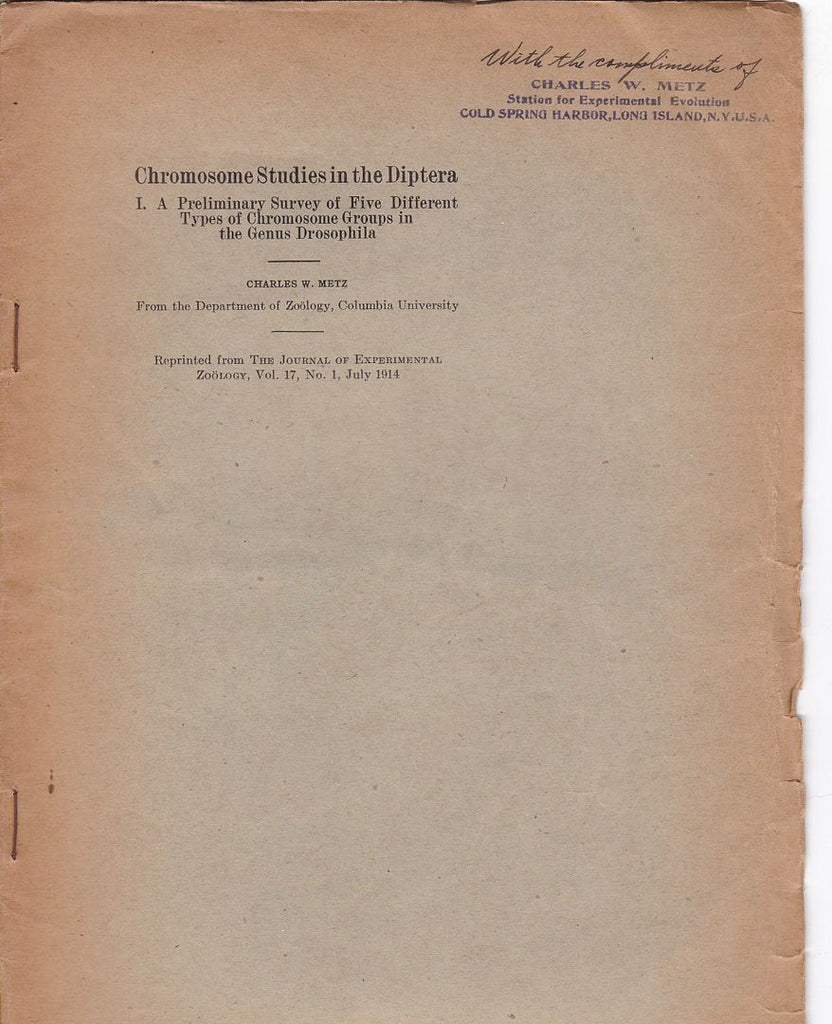 With the compliments of
CHARLES W. METZ
Station for Experimental Evolution
COLD SPRING HARBOR, LONG ISLAND, N.Y. U.S.A.
Chromosome Studies in the Diptera
I. A Preliminary Survey of Five Different
Types of Chromosome Groups in
the Genus Drosophila
CHARLES W. METZ
From the Department of Zoölogy, Columbia University
Reprinted from THE JOURNAL OF EXPERIMENTAL
ZOÖLOGY, Vol. 17, No. 1, July 1914